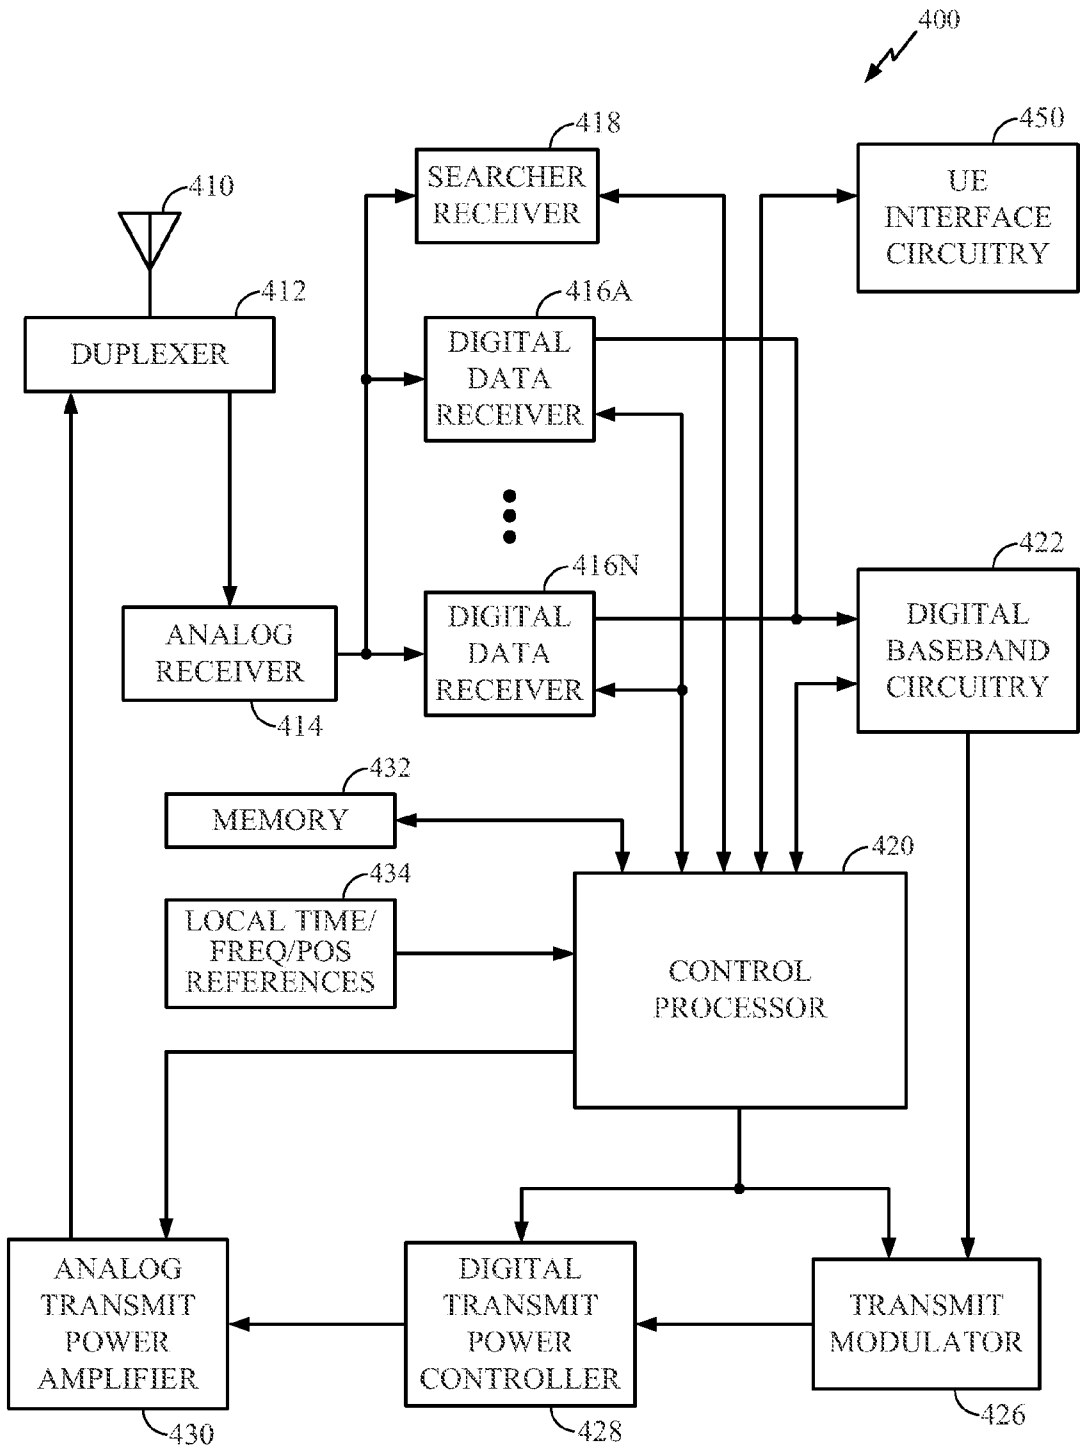 400
418
450
SEARCHER
RECEIVER
UE
INTERFACE
CIRCUITRY
410
412
DUPLEXER
416A
DIGITAL
DATA
RECEIVER
416N
DIGITAL
DATA
RECEIVER
422
DIGITAL
BASEBAND
CIRCUITRY
ANALOG
RECEIVER
414
432
MEMORY
434
LOCAL TIME/
FREQ/POS
REFERENCES
420
CONTROL
PROCESSOR
ANALOG
TRANSMIT
POWER
AMPLIFIER
430
DIGITAL
TRANSMIT
POWER
CONTROLLER
428
TRANSMIT
MODULATOR
426